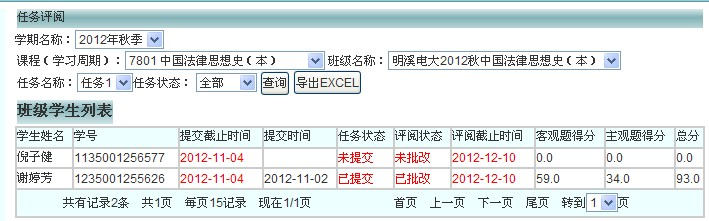 任务评阅
学期名称：2012年秋季
课程（学习周期）：7801 中国法律思想史（本） 班级名称：明溪电大2012秋中国法律思想史（本）
任务名称：任务1 任务状态：全部 查询 导出EXCEL
班级学生列表
学生姓名 学号 提交截止时间 提交时间 任务状态 评阅状态 评阅截止时间 客观题得分 主观题得分 总分
倪子健 1135001256577 2012-11-04 未提交 未批改 2012-12-10 0.0 0.0 0.0
谢婷芳 1235001255626 2012-11-04 2012-11-02 已提交 已批改 2012-12-10 59.0 34.0 93.0
共有记录2条 共1页 每页15记录 现在1/1页 首页 上一页 下一页 尾页 转到1页